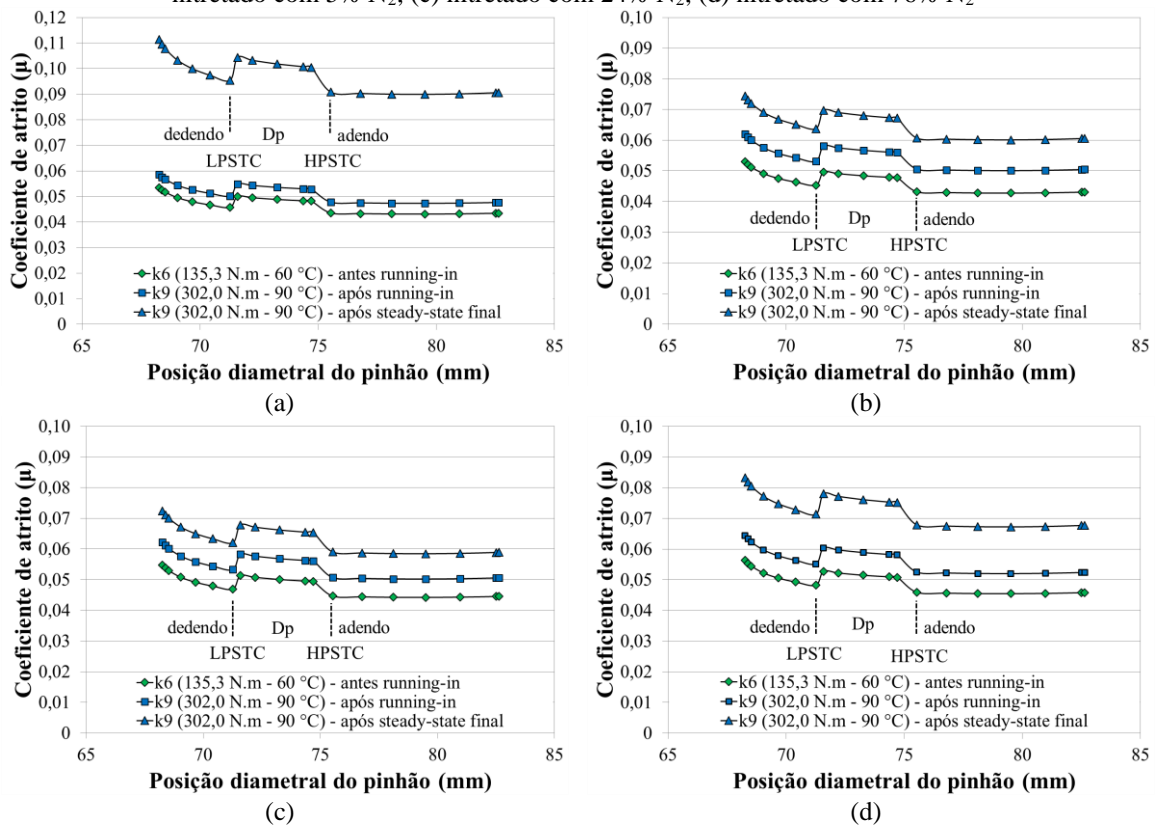 nitretado com 5% N₂, (c) nitretado com 24% N₂, (d) nitretado com 76% N₂
0,12
0,11
0,10
0,09
0,08
0,07
0,06
0,05
0,04
0,03
0,02
0,01
0
Coeficiente de atrito (μ)
dedendo
Dp
adendo
LPSTC
HPSTC
k6 (135,3 N.m - 60 °C) - antes running-in
k9 (302,0 N.m - 90 °C) - após running-in
k9 (302,0 N.m - 90 °C) - após steady-state final
65 70 75 80 85
Posição diametral do pinhão (mm)
(a)
0,10
0,09
0,08
0,07
0,06
0,05
0,04
0,03
0,02
0,01
0
Coeficiente de atrito (μ)
dedendo
Dp
adendo
LPSTC
HPSTC
k6 (135,3 N.m - 60 °C) - antes running-in
k9 (302,0 N.m - 90 °C) - após running-in
k9 (302,0 N.m - 90 °C) - após steady-state final
65 70 75 80 85
Posição diametral do pinhão (mm)
(b)
0,10
0,09
0,08
0,07
0,06
0,05
0,04
0,03
0,02
0,01
0
Coeficiente de atrito (μ)
dedendo
Dp
adendo
LPSTC
HPSTC
k6 (135,3 N.m - 60 °C) - antes running-in
k9 (302,0 N.m - 90 °C) - após running-in
k9 (302,0 N.m - 90 °C) - após steady-state final
65 70 75 80 85
Posição diametral do pinhão (mm)
(c)
0,10
0,09
0,08
0,07
0,06
0,05
0,04
0,03
0,02
0,01
0
Coeficiente de atrito (μ)
dedendo
Dp
adendo
LPSTC
HPSTC
k6 (135,3 N.m - 60 °C) - antes running-in
k9 (302,0 N.m - 90 °C) - após running-in
k9 (302,0 N.m - 90 °C) - após steady-state final
65 70 75 80 85
Posição diametral do pinhão (mm)
(d)